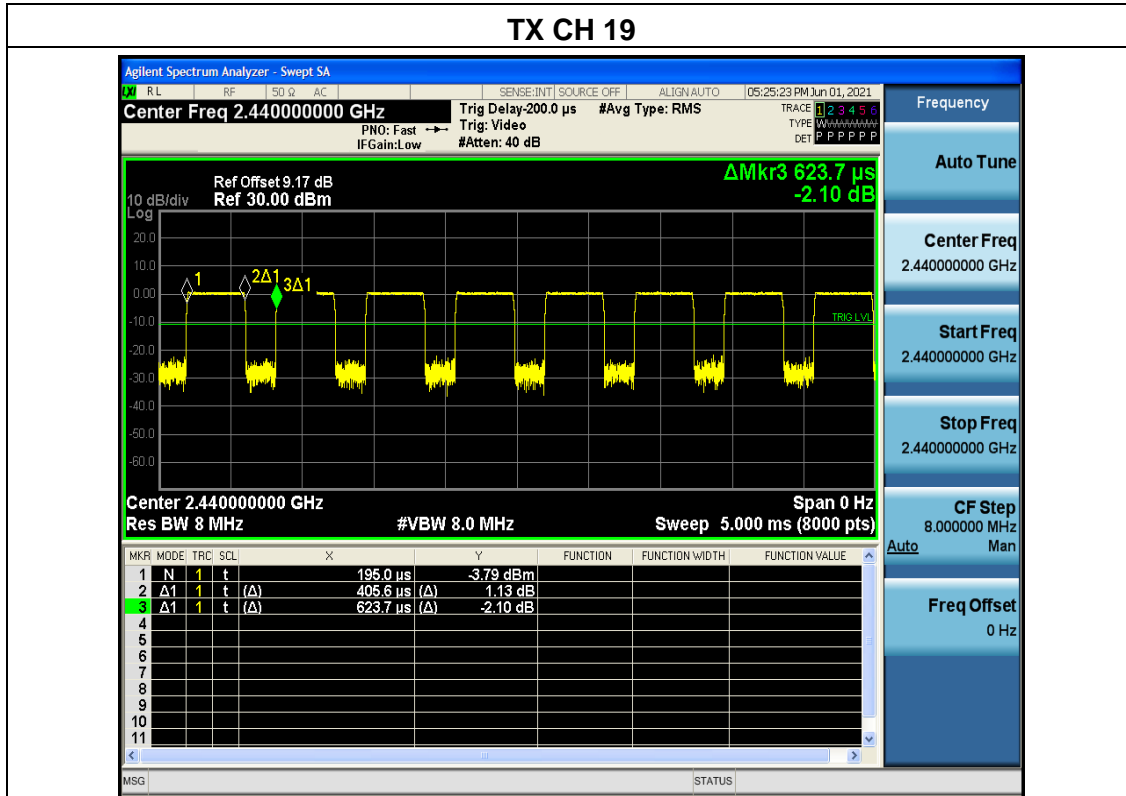 TX CH 19
Agilent Spectrum Analyzer - Swept SA
LXI RL RF 50 Ω AC SENSE:INT SOURCE OFF ALIGN AUTO 05:25:23 PM Jun 01, 2021
Center Freq 2.440000000 GHz
PNO: Fast
IFGain:Low
Trig Delay-200.0 µs #Avg Type: RMS
Trig: Video
#Atten: 40 dB
TRACE 1 2 3 4 5 6
TYPE
DET P P P P P P
Frequency
Auto Tune
Center Freq
2.440000000 GHz
Start Freq
2.440000000 GHz
Stop Freq
2.440000000 GHz
CF Step
8.000000 MHz
Auto Man
Freq Offset
0 Hz
ΔMkr3 623.7 µs
-2.10 dB
Ref Offset 9.17 dB
10 dB/div Ref 30.00 dBm
Log
20.0
10.0
0.00
-10.0
-20.0
-30.0
-40.0
-50.0
-60.0
1
2Δ1
3Δ1
TRIG LVL
Center 2.440000000 GHz Span 0 Hz
Res BW 8 MHz #VBW 8.0 MHz Sweep 5.000 ms (8000 pts)
MKR MODE TRC SCL X Y FUNCTION FUNCTION WIDTH FUNCTION VALUE
1 N 1 t 195.0 µs -3.79 dBm
2 Δ1 1 t (Δ) 405.6 µs (Δ) 1.13 dB
3 Δ1 1 t (Δ) 623.7 µs (Δ) -2.10 dB
4
5
6
7
8
9
10
11
MSG STATUS